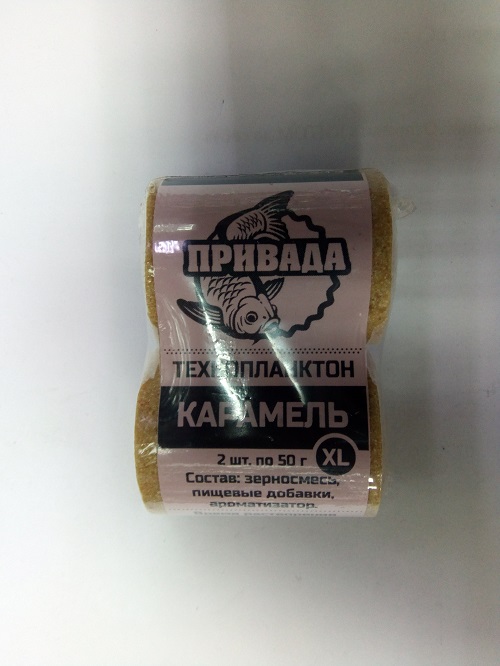 ПРИВАДА
ТЕХНОПЛАНКТОН
КАРАМЕЛЬ
2 шт. по 50 г XL
Состав: зерносмесь,
пищевые добавки,
ароматизатор.